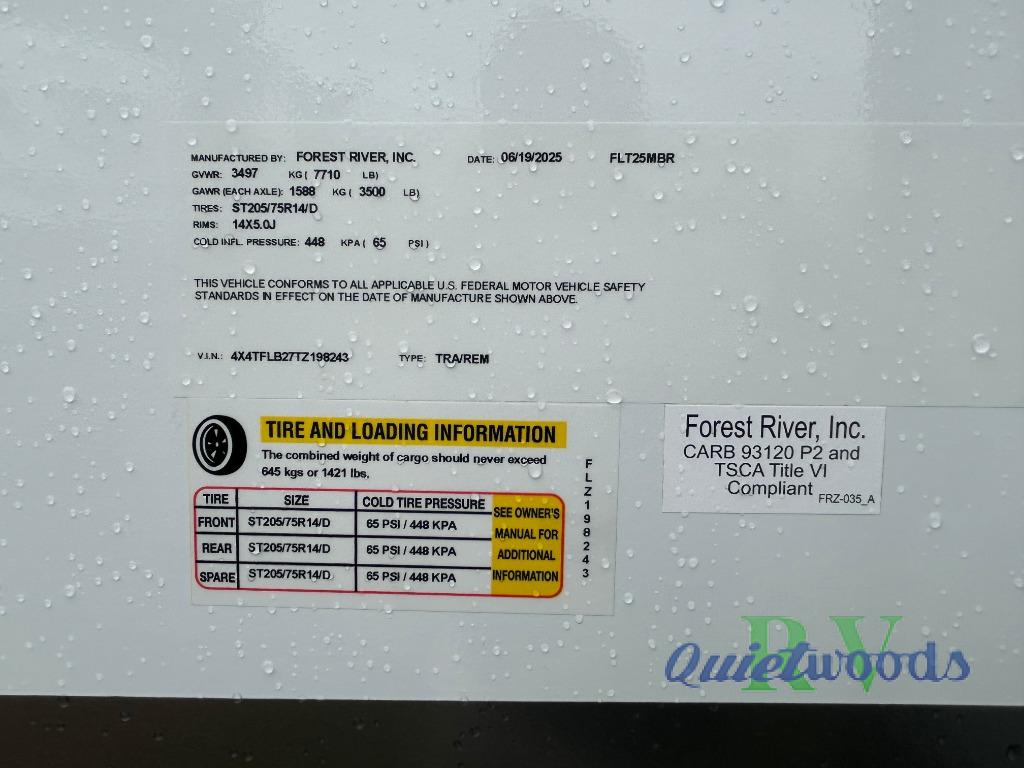 MANUFACTURED BY: FOREST RIVER, INC. DATE: 06/19/2025 FLT25MBR
GVWR: 3497 KG ( 7710 LB)
GAWR (EACH AXLE): 1588 KG ( 3500 LB)
TIRES: ST205/75R14/D
RIMS: 14X5.0J
COLD INFL. PRESSURE: 448 KPA ( 65 PSI )
THIS VEHICLE CONFORMS TO ALL APPLICABLE U.S. FEDERAL MOTOR VEHICLE SAFETY
STANDARDS IN EFFECT ON THE DATE OF MANUFACTURE SHOWN ABOVE.
V.I.N.: 4X4TFLB27TZ198243 TYPE: TRA/REM
TIRE AND LOADING INFORMATION
The combined weight of cargo should never exceed
645 kgs or 1421 lbs.
TIRE SIZE COLD TIRE PRESSURE
FRONT ST205/75R14/D 65 PSI / 448 KPA
REAR ST205/75R14/D 65 PSI / 448 KPA
SPARE ST205/75R14/D 65 PSI / 448 KPA
SEE OWNER'S
MANUAL FOR
ADDITIONAL
INFORMATION
FLZ198243
Forest River, Inc.
CARB 93120 P2 and
TSCA Title VI
Compliant FRZ-035_A
RV
Quietwoods